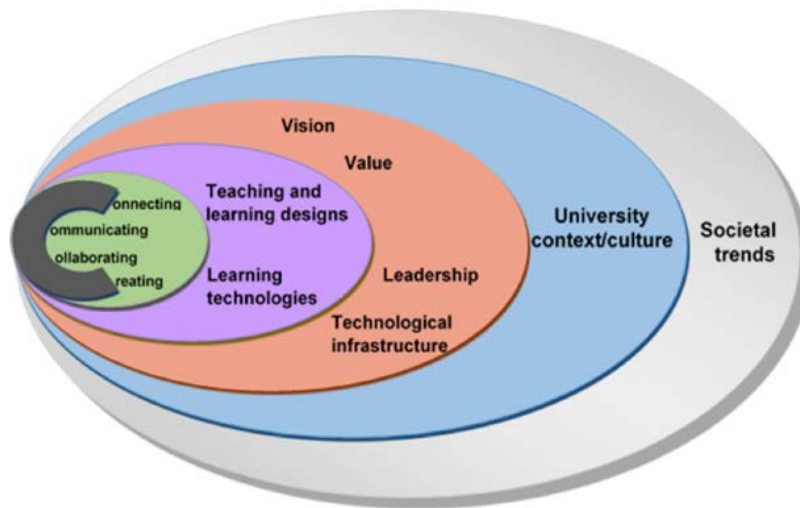 Vision
Value
Teaching and
learning designs
C
onnecting
ommunicating
ollaborating
reating
Learning
technologies
Leadership
Technological
infrastructure
University
context/culture
Societal
trends